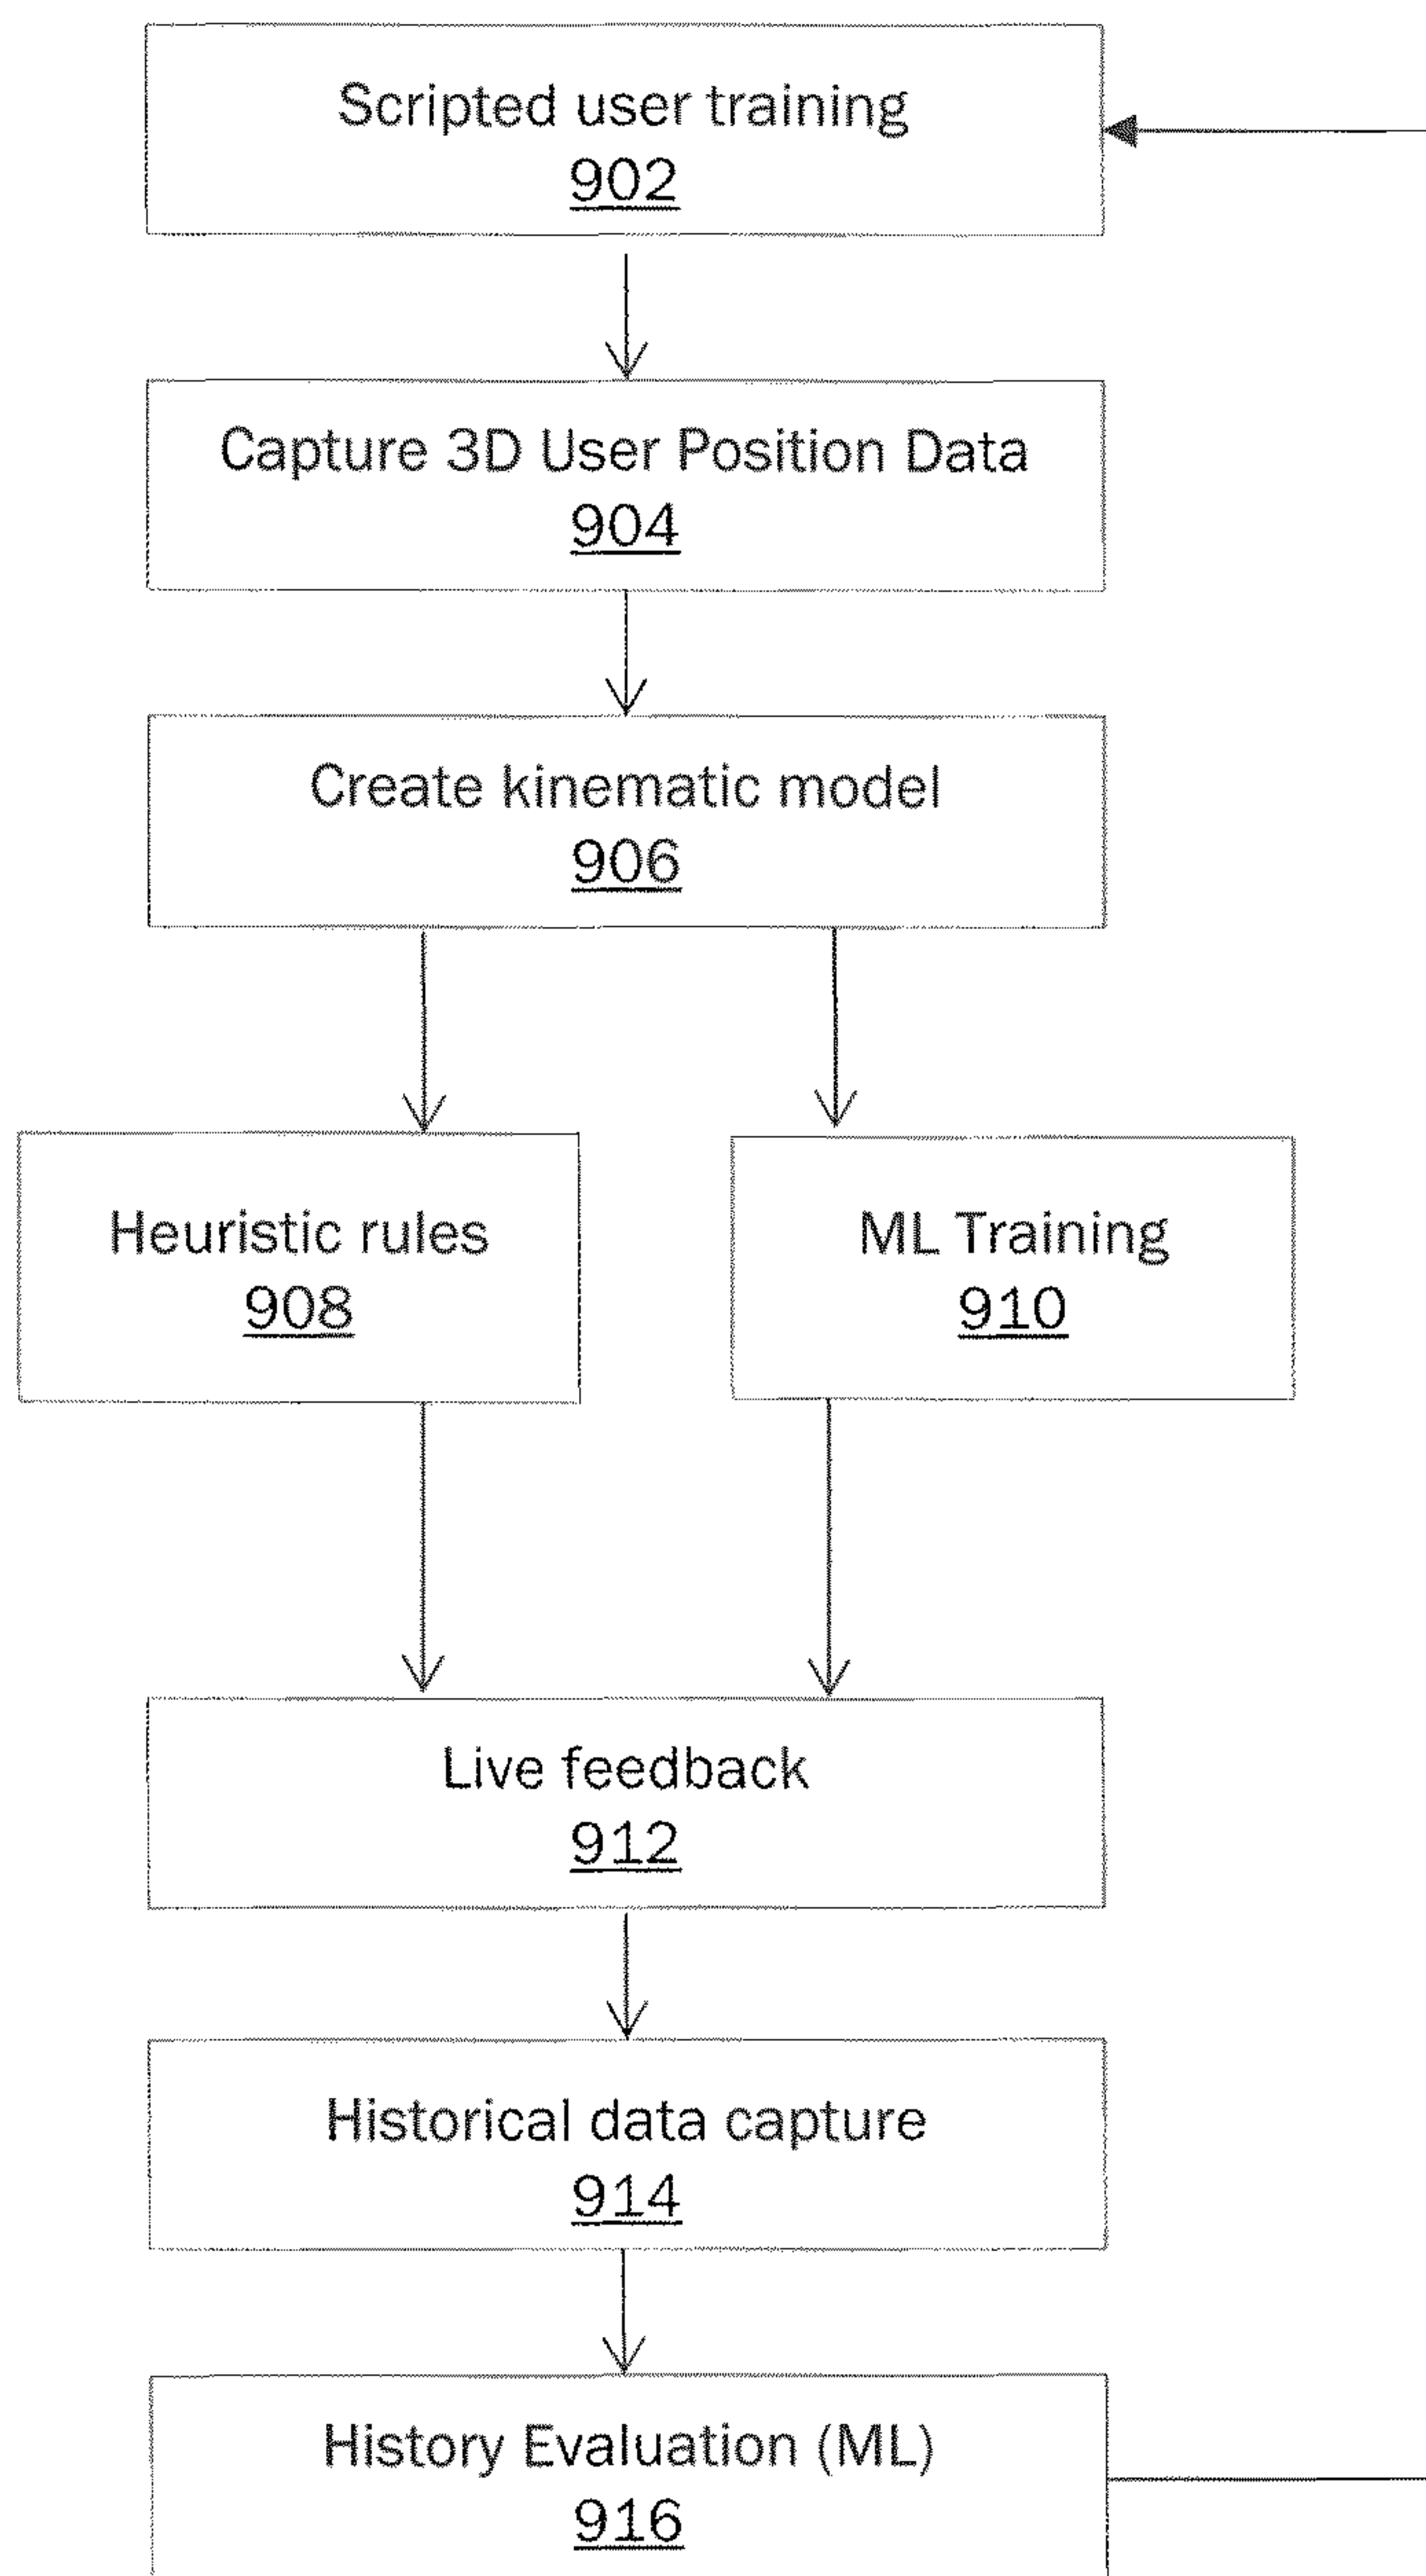 Scripted user training
902
Capture 3D User Position Data
904
Create kinematic model
906
Heuristic rules
908
ML Training
910
Live feedback
912
Historical data capture
914
History Evaluation (ML)
916